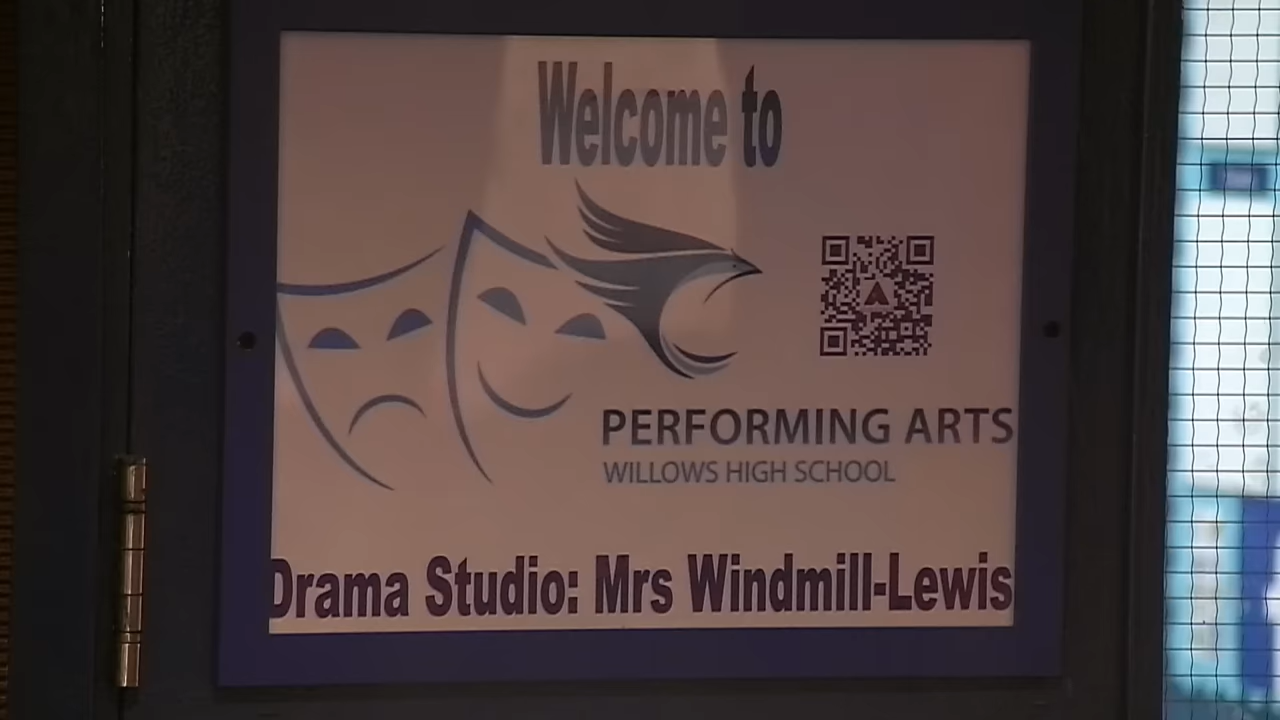 Welcome to
PERFORMING ARTS
WILLOWS HIGH SCHOOL
Drama Studio: Mrs Windmill-Lewis